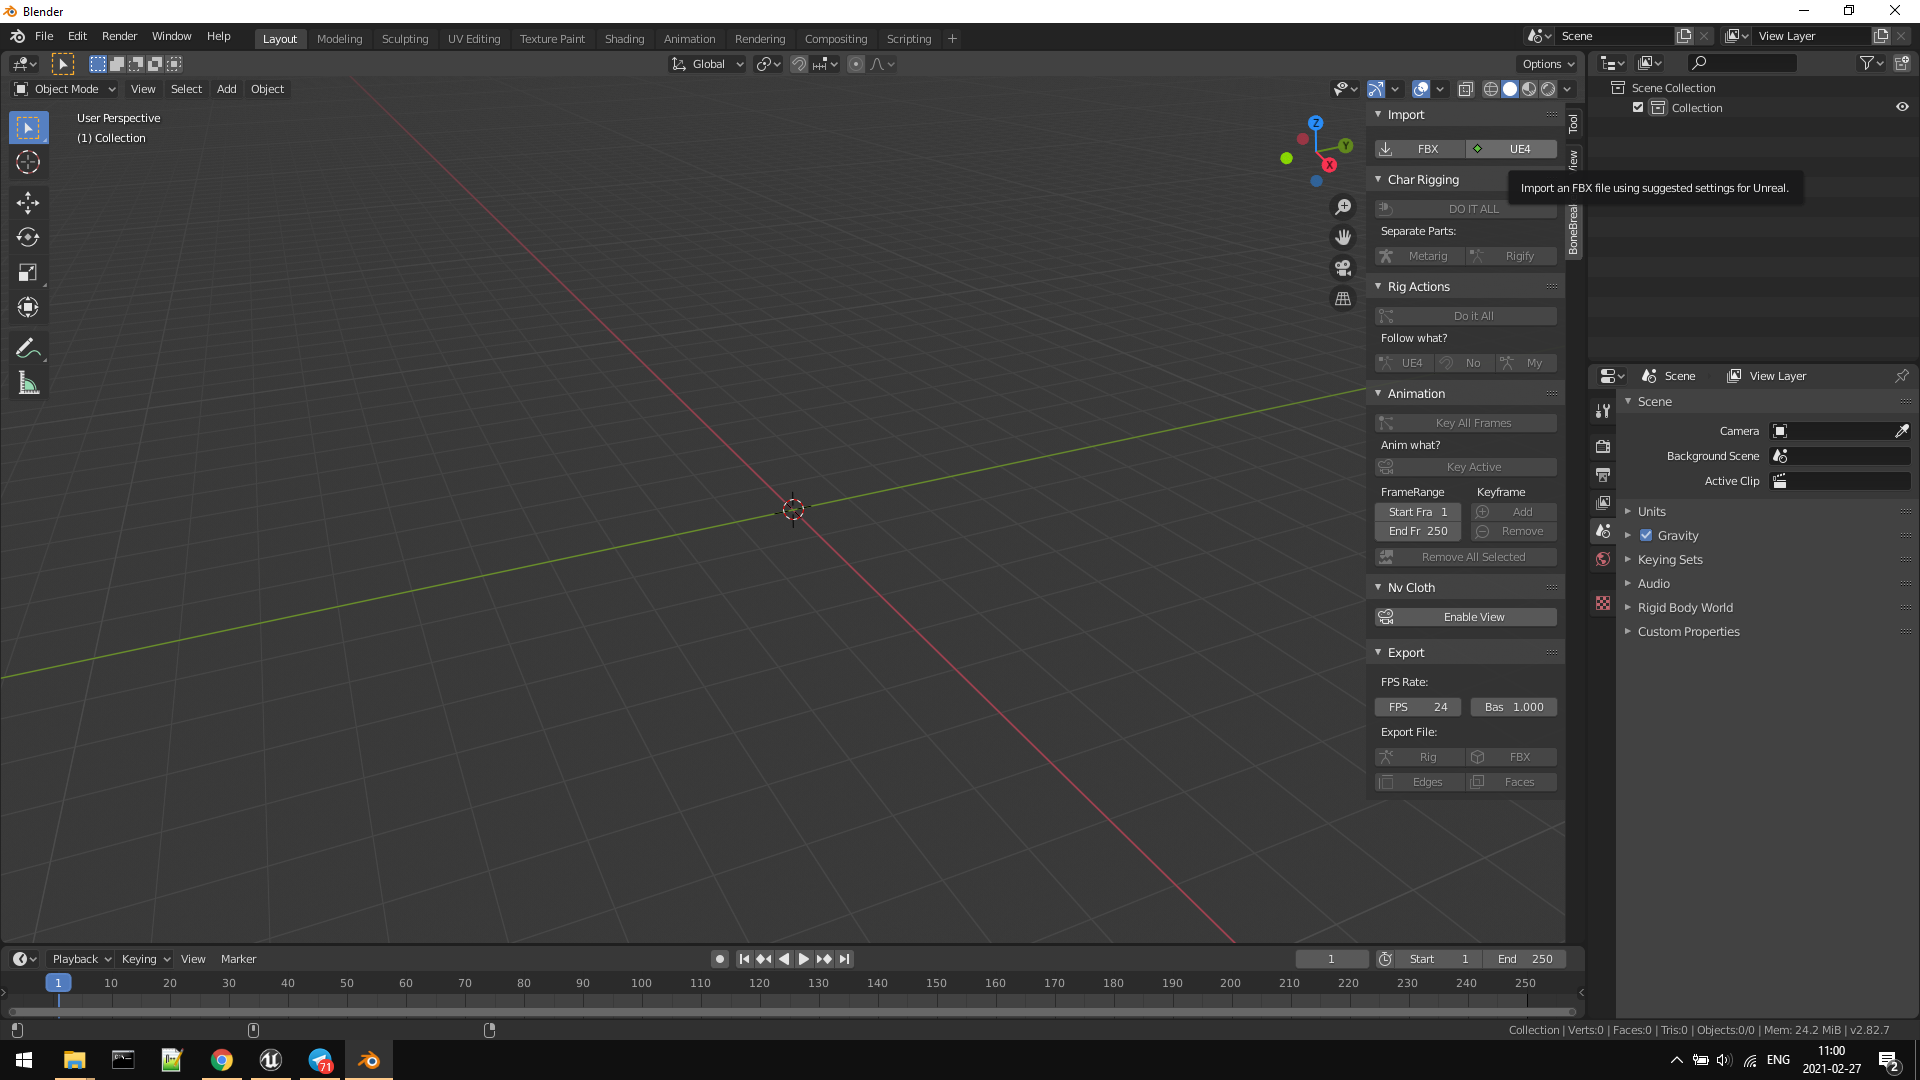 Blender
File Edit Render Window Help
Layout Modeling Sculpting UV Editing Texture Paint Shading Animation Rendering Compositing Scripting +
Scene
View Layer
Global
Options
Object Mode View Select Add Object
User Perspective
(1) Collection
Z
Y
X
Import
FBX UE4
Import an FBX file using suggested settings for Unreal.
Char Rigging
DO IT ALL
Separate Parts:
Metarig Rigify
Rig Actions
Do it All
Follow what?
UE4 No My
Animation
Key All Frames
Anim what?
Key Active
FrameRange Keyframe
Start Fra 1 Add
End Fr 250 Remove
Remove All Selected
Nv Cloth
Enable View
Export
FPS Rate:
FPS 24 Bas 1.000
Export File:
Rig FBX
Edges Faces
Tool
BoneBreak
Scene Collection
Collection
Scene View Layer
Scene
Camera
Background Scene
Active Clip
Units
Gravity
Keying Sets
Audio
Rigid Body World
Custom Properties
Playback Keying View Marker
1 Start 1 End 250
1 10 20 30 40 50 60 70 80 90 100 110 120 130 140 150 160 170 180 190 200 210 220 230 240 250
Collection | Verts:0 | Faces:0 | Tris:0 | Objects:0/0 | Mem: 24.2 MiB | v2.82.7
71
ENG
11:00
2021-02-27
2